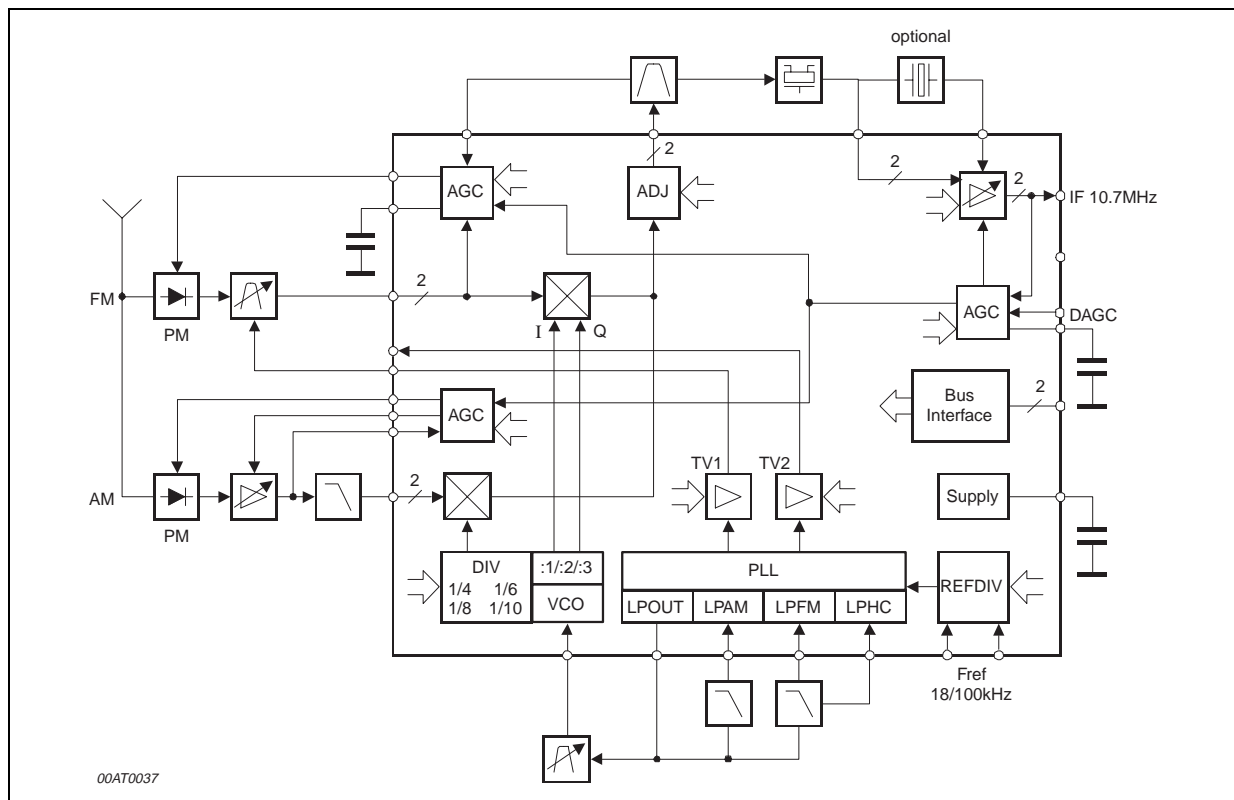 optional
2
2
2
AGC
ADJ
IF 10.7MHz
FM
2
AGC
DAGC
PM
I
Q
AGC
Bus
Interface
2
TV1
TV2
AM
2
Supply
PM
DIV
1/4 1/6
1/8 1/10
:1/:2/:3
VCO
PLL
LPOUT
LPAM
LPFM
LPHC
REFDIV
Fref
18/100kHz
00AT0037